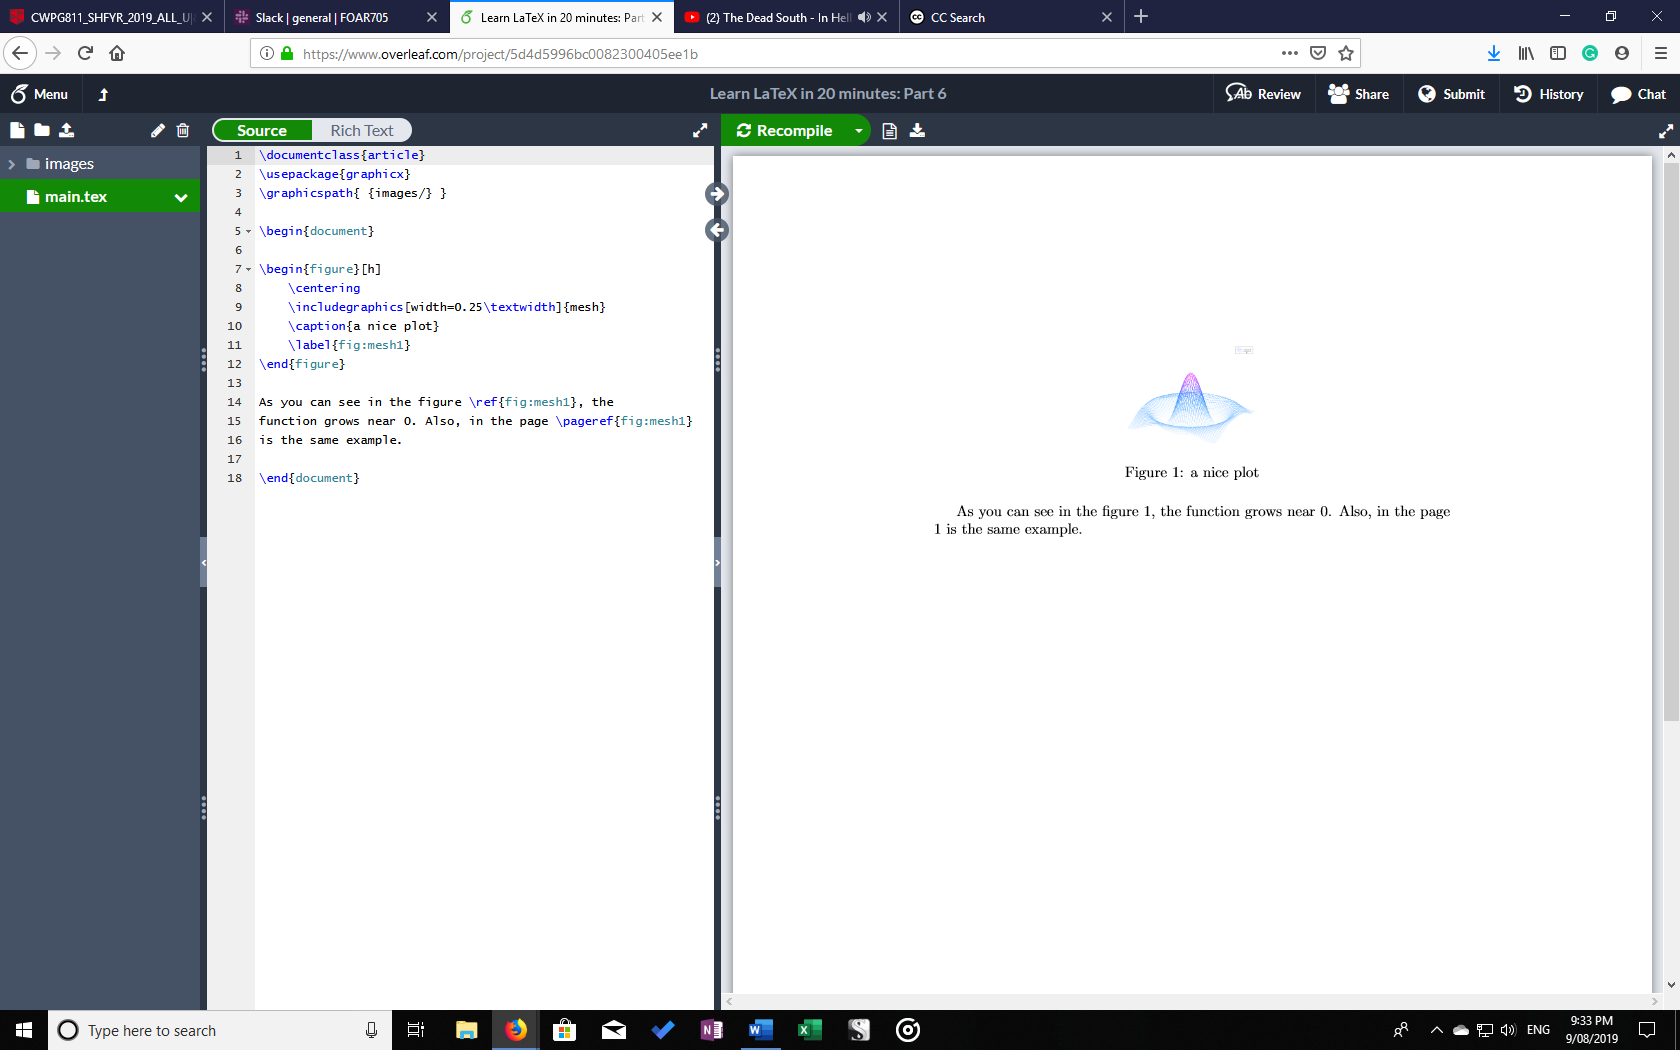 CWPG811_SHFYR_2019_ALL_U
Slack | general | FOAR705
Learn LaTeX in 20 minutes: Part
(2) The Dead South - In Hell
CC Search
https://www.overleaf.com/project/5d4d5996bc0082300405ee1b
Menu
Learn LaTeX in 20 minutes: Part 6
Review
Share
Submit
History
Chat
Source
Rich Text
Recompile
images
main.tex
1 \documentclass{article}
2 \usepackage{graphicx}
3 \graphicspath{ {images/} }
4
5 \begin{document}
6
7 \begin{figure}[h]
8 \centering
9 \includegraphics[width=0.25\textwidth]{mesh}
10 \caption{a nice plot}
11 \label{fig:mesh1}
12 \end{figure}
13
14 As you can see in the figure \ref{fig:mesh1}, the
15 function grows near 0. Also, in the page \pageref{fig:mesh1}
16 is the same example.
17
18 \end{document}
Figure 1: a nice plot
As you can see in the figure 1, the function grows near 0. Also, in the page
1 is the same example.
Type here to search
ENG
9:33 PM
9/08/2019